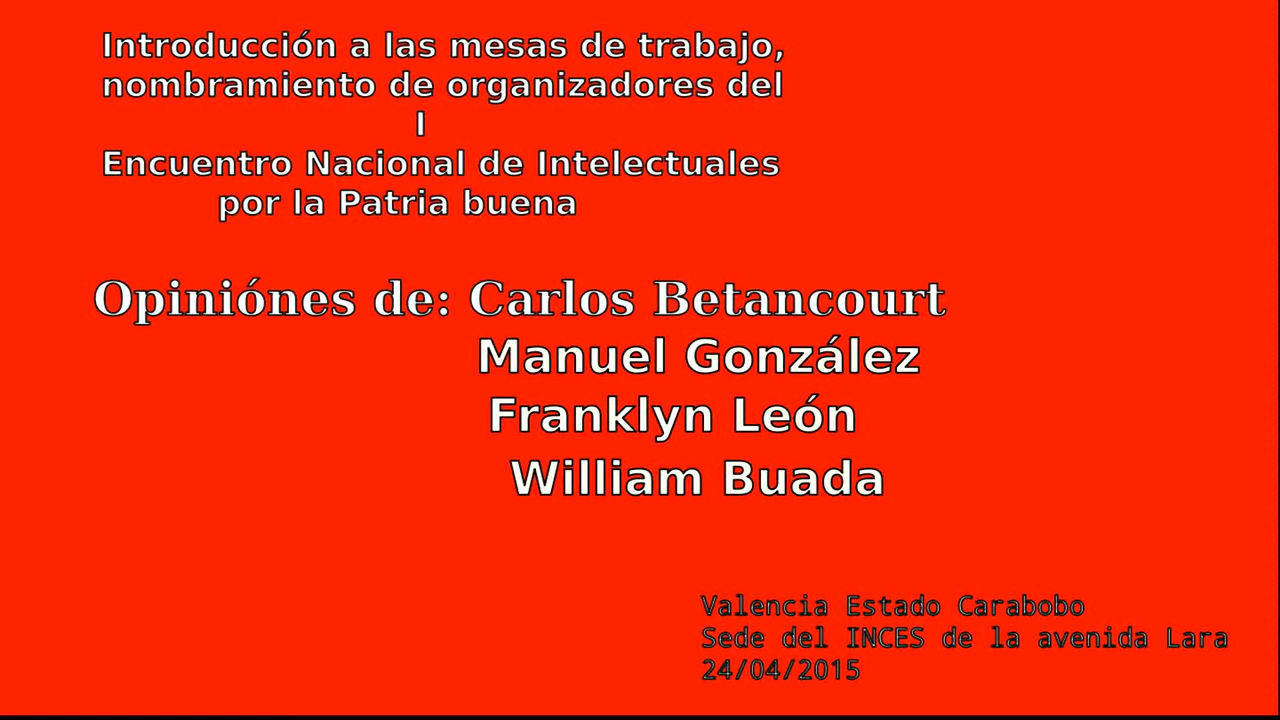 Introducción a las mesas de trabajo,
nombramiento de organizadores del
I
Encuentro Nacional de Intelectuales
por la Patria buena
Opiniónes de: Carlos Betancourt
Manuel González
Franklyn León
William Buada
Valencia Estado Carabobo
Sede del INCES de la avenida Lara
24/04/2015